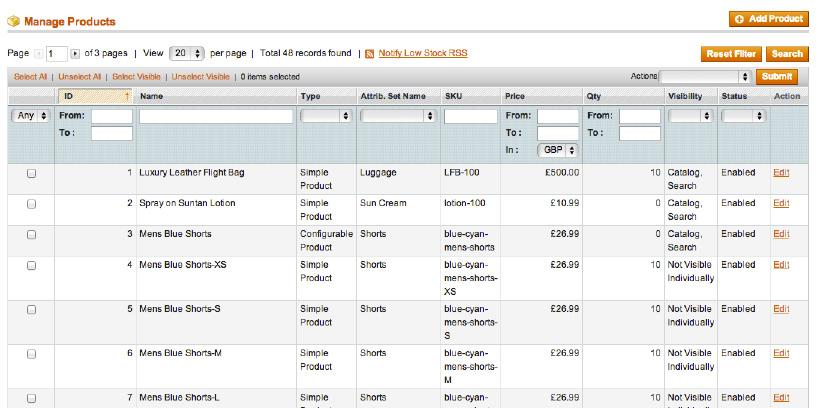 Manage Products
Add Product
Page 1 of 3 pages | View 20 per page | Total 48 records found | Notify Low Stock RSS
Reset Filter Search
Select All | Unselect All | Select Visible | Unselect Visible | 0 items selected
Actions Submit
ID ↑ Name Type Attrib. Set Name SKU Price Qty Visibility Status Action
Any From: From: From:
To : To : To :
In : GBP
1 Luxury Leather Flight Bag Simple Luggage LFB-100 £500.00 10 Catalog, Enabled Edit
Product Search
2 Spray on Suntan Lotion Simple Sun Cream lotion-100 £10.99 0 Catalog, Enabled Edit
Product Search
3 Mens Blue Shorts Configurable Shorts blue-cyan- £26.99 0 Catalog, Enabled Edit
Product mens-shorts Search
4 Mens Blue Shorts-XS Simple Shorts blue-cyan- £26.99 10 Not Visible Enabled Edit
Product mens-shorts- Individually
XS
5 Mens Blue Shorts-S Simple Shorts blue-cyan- £26.99 10 Not Visible Enabled Edit
Product mens-shorts- Individually
S
6 Mens Blue Shorts-M Simple Shorts blue-cyan- £26.99 10 Not Visible Enabled Edit
Product mens-shorts- Individually
M
7 Mens Blue Shorts-L Simple Shorts blue-cyan- £26.99 10 Not Visible Enabled Edit